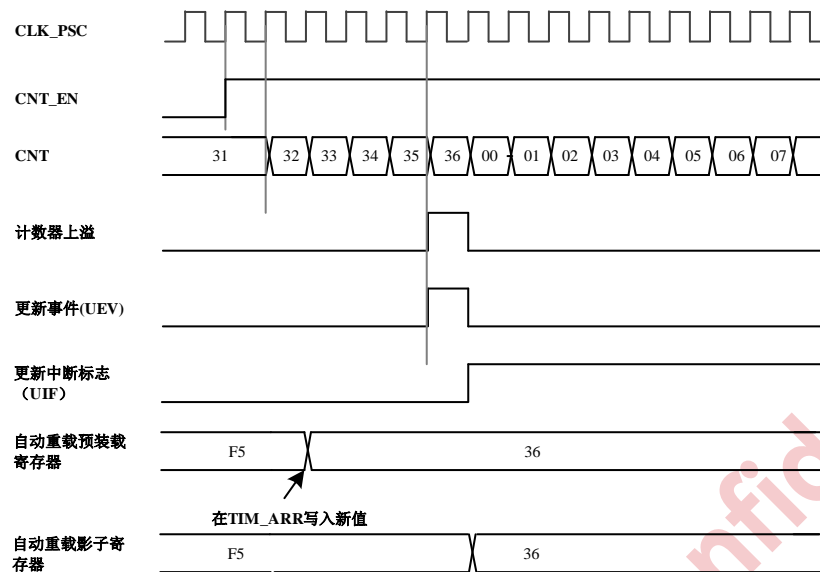 CLK_PSC
CNT_EN
CNT
31 32 33 34 35 36 00 01 02 03 04 05 06 07
计数器上溢
更新事件(UEV)
更新中断标志
（UIF）
自动重载预装载
寄存器
F5 36
在TIM_ARR写入新值
自动重载影子寄
存器
F5 36